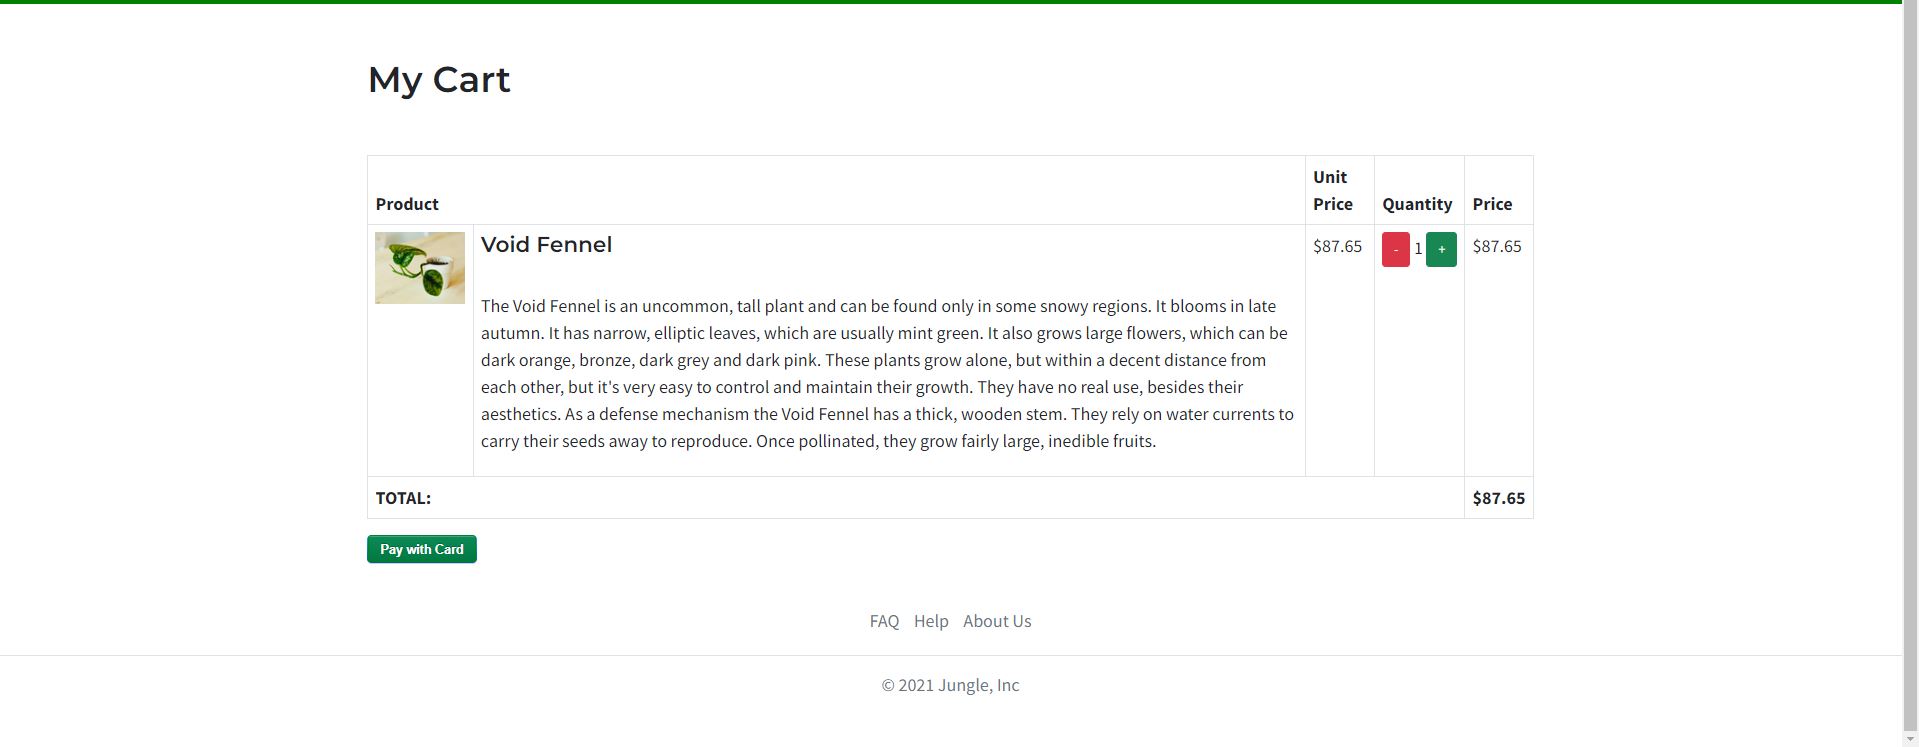 My Cart
Product
Unit
Price
Quantity
Price
Void Fennel
$87.65
- 1 +
$87.65
The Void Fennel is an uncommon, tall plant and can be found only in some snowy regions. It blooms in late
autumn. It has narrow, elliptic leaves, which are usually mint green. It also grows large flowers, which can be
dark orange, bronze, dark grey and dark pink. These plants grow alone, but within a decent distance from
each other, but it's very easy to control and maintain their growth. They have no real use, besides their
aesthetics. As a defense mechanism the Void Fennel has a thick, wooden stem. They rely on water currents to
carry their seeds away to reproduce. Once pollinated, they grow fairly large, inedible fruits.
TOTAL:
$87.65
Pay with Card
FAQ Help About Us
© 2021 Jungle, Inc